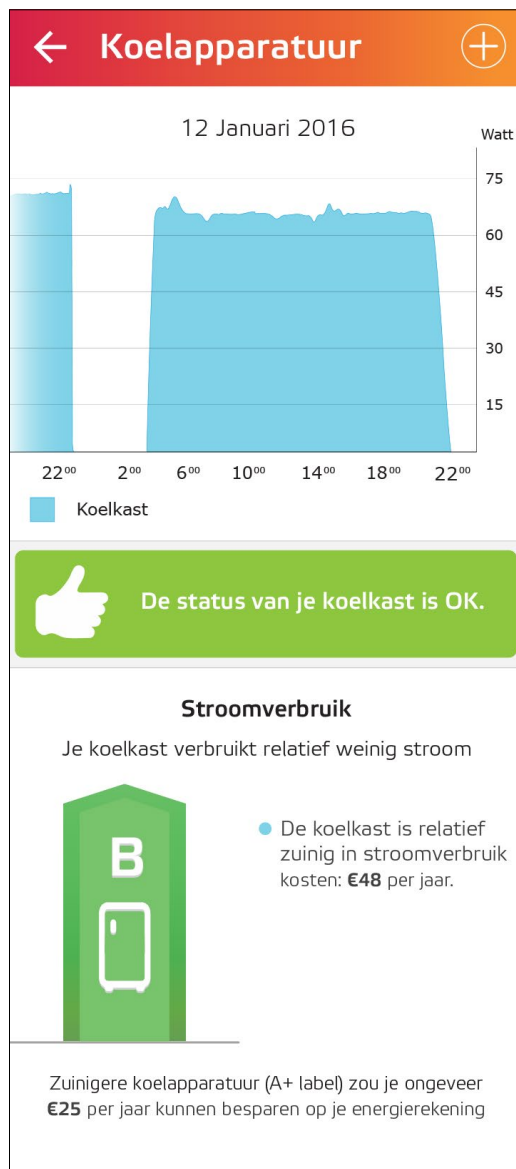 Koelapparatuur
12 Januari 2016
Watt
75
60
45
30
15
22⁰⁰ 2⁰⁰ 6⁰⁰ 10⁰⁰ 14⁰⁰ 18⁰⁰ 22⁰⁰
Koelkast
De status van je koelkast is OK.
Stroomverbruik
Je koelkast verbruikt relatief weinig stroom
B
De koelkast is relatief
zuinig in stroomverbruik
kosten: €48 per jaar.
Zuinigere koelapparatuur (A+ label) zou je ongeveer
€25 per jaar kunnen besparen op je energierekening